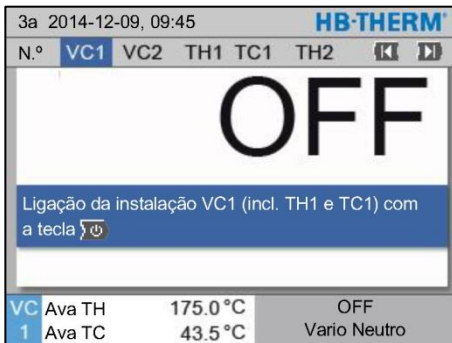 3a 2014-12-09, 09:45 HB-THERM
N.º VC1 VC2 TH1 TC1 TH2
OFF
Ligação da instalação VC1 (incl. TH1 e TC1) com
a tecla
VC Ava TH 175.0 °C OFF
1 Ava TC 43.5 °C Vario Neutro